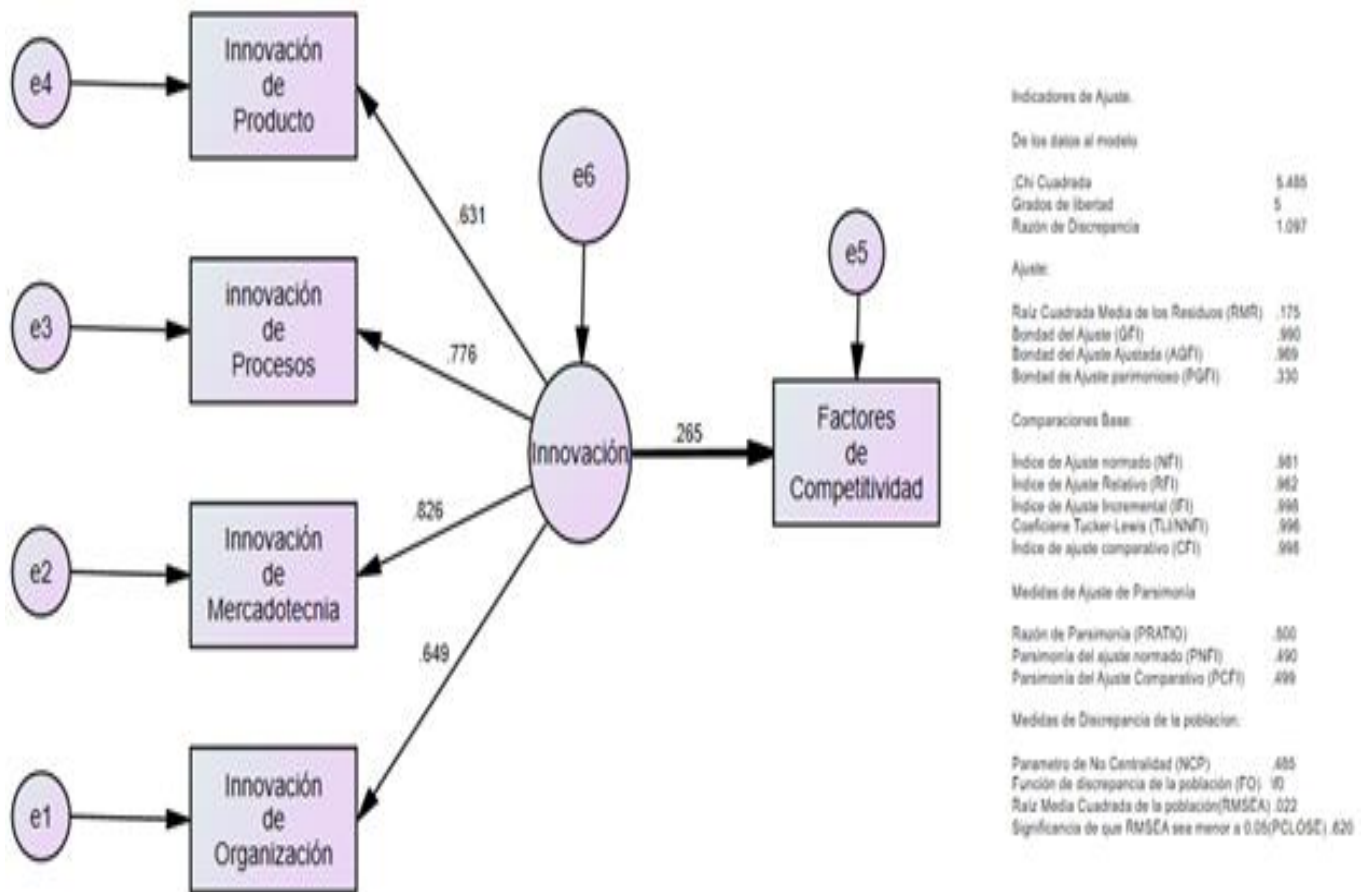 e4
Innovación
de
Producto
e3
innovación
de
Procesos
e2
Innovación
de
Mercadotecnia
e1
Innovación
de
Organización
.631
.776
.826
.649
e6
Innovación
.265
e5
Factores
de
Competitividad
Indicadores de Ajuste.
De los datos al modelo
;Chi Cuadrada 5.485
Grados de libertad 5
Razón de Discrepancia 1.097
Ajuste:
Raíz Cuadrada Media de los Residuos (RMR) .175
Bondad del Ajuste (GFI) .990
Bondad del Ajuste Ajustada (AGFI) .969
Bondad de Ajuste parimonioso (PGFI) .330
Comparaciones Base:
Índice de Ajuste normado (NFI) .981
Índice de Ajuste Relativo (RFI) .962
Índice de Ajuste Incremental (IFI) .998
Coeficiene Tucker-Lewis (TLI/NNFI) .996
Índice de ajuste comparativo (CFI) .998
Medidas de Ajuste de Parsimonía
Razón de Parsimonía (PRATIO) .500
Parsimonía del ajuste normado (PNFI) .490
Parsimonía del Ajuste Comparativo (PCFI) .499
Medidas de Discrepancia de la poblacion:
Parametro de No Centralidad (NCP) .485
Función de discrepancia de la población (FO)
Raíz Media Cuadrada de la población(RMSEA) .022
Significancia de que RMSEA sea menor a 0.05(PCLOSE) .620